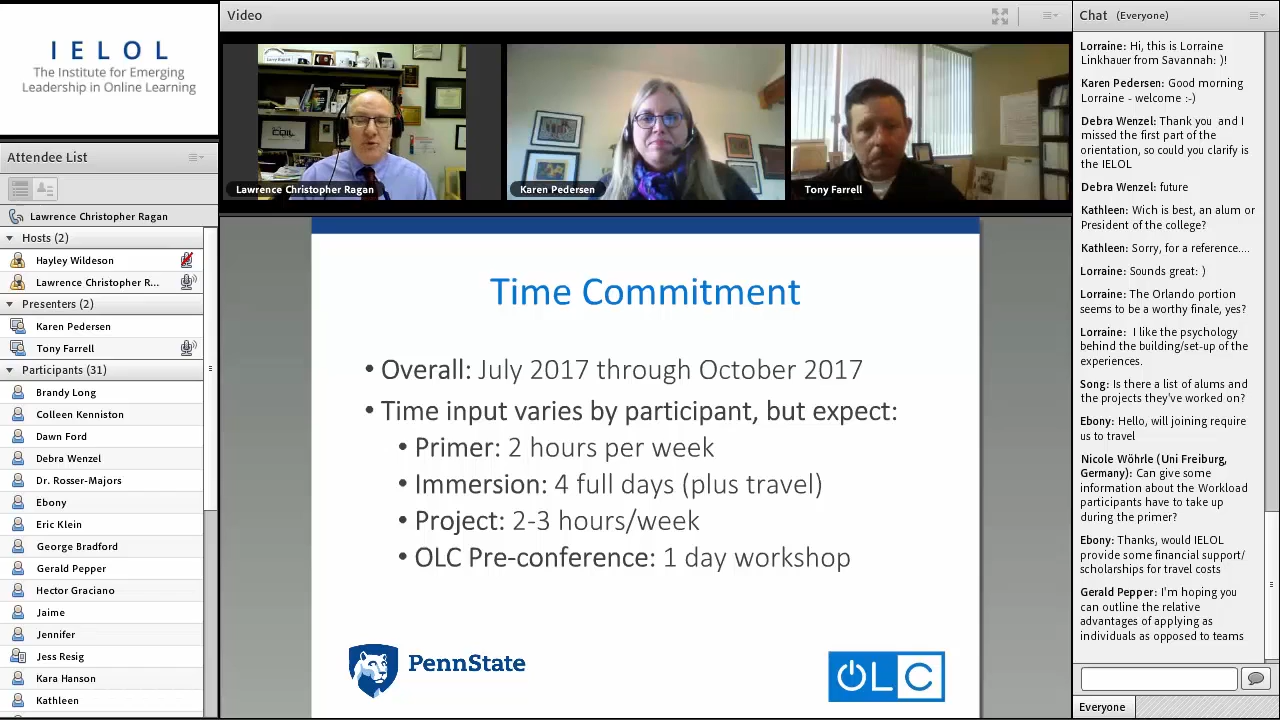 I E L O L
The Institute for Emerging
Leadership in Online Learning
Attendee List
Lawrence Christopher Ragan
Hosts (2)
Hayley Wildeson
Lawrence Christopher R...
Presenters (2)
Karen Pedersen
Tony Farrell
Participants (31)
Brandy Long
Colleen Kenniston
Dawn Ford
Debra Wenzel
Dr. Rosser-Majors
Ebony
Eric Klein
George Bradford
Gerald Pepper
Hector Graciano
Jaime
Jennifer
Jess Resig
Kara Hanson
Kathleen
Video
Larry Ragan
COIL
Lawrence Christopher Ragan
Karen Pedersen
Tony Farrell
Time Commitment
• Overall: July 2017 through October 2017
• Time input varies by participant, but expect:
• Primer: 2 hours per week
• Immersion: 4 full days (plus travel)
• Project: 2-3 hours/week
• OLC Pre-conference: 1 day workshop
PennState
OLC
Chat (Everyone)
Lorraine: Hi, this is Lorraine
Linkhauer from Savannah: )!
Karen Pedersen: Good morning
Lorraine - welcome :-)
Debra Wenzel: Thank you and I
missed the first part of the
orientation, so could you clarify is
the IELOL
Debra Wenzel: future
Kathleen: Wich is best, an alum or
President of the college?
Kathleen: Sorry, for a reference....
Lorraine: Sounds great: )
Lorraine: The Orlando portion
seems to be a worthy finale, yes?
Lorraine: I like the psychology
behind the building/set-up of the
experiences.
Song: Is there a list of alums and
the projects they've worked on?
Ebony: Hello, will joining require
us to travel
Nicole Wöhrle (Uni Freiburg,
Germany): Can give some
information about the Workload
participants have to take up
during the primer?
Ebony: Thanks, would IELOL
provide some financial support/
scholarships for travel costs
Gerald Pepper: I'm hoping you
can outline the relative
advantages of applying as
individuals as opposed to teams
Everyone